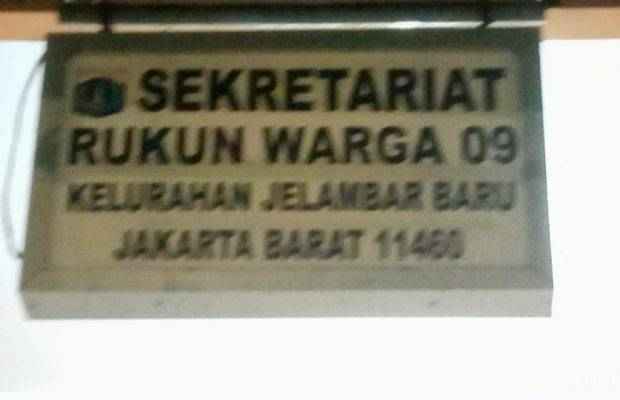 SEKRETARIAT
RUKUN WARGA 09
KELURAHAN JELAMBAR BARU
JAKARTA BARAT 11460